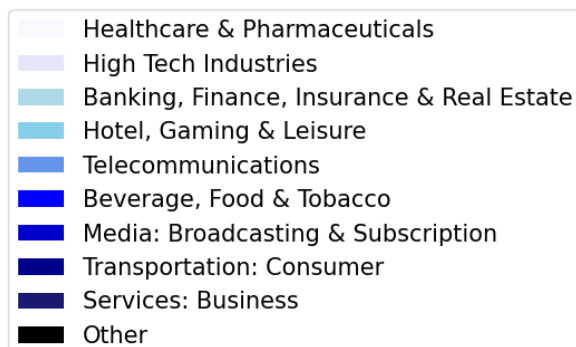 Healthcare & Pharmaceuticals
High Tech Industries
Banking, Finance, Insurance & Real Estate
Hotel, Gaming & Leisure
Telecommunications
Beverage, Food & Tobacco
Media: Broadcasting & Subscription
Transportation: Consumer
Services: Business
Other